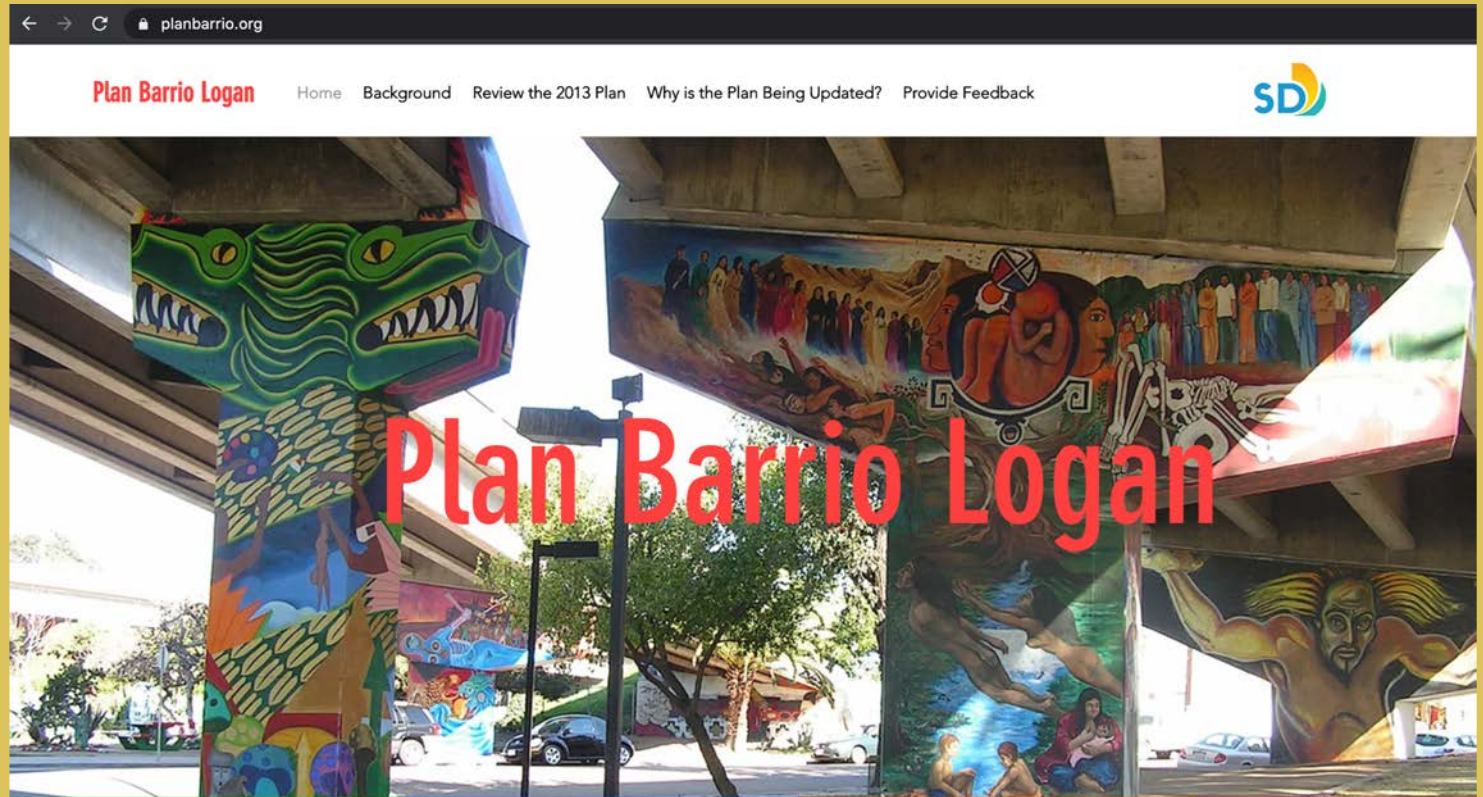 planbarrio.org
Plan Barrio Logan Home Background Review the 2013 Plan Why is the Plan Being Updated? Provide Feedback SD
Plan Barrio Logan